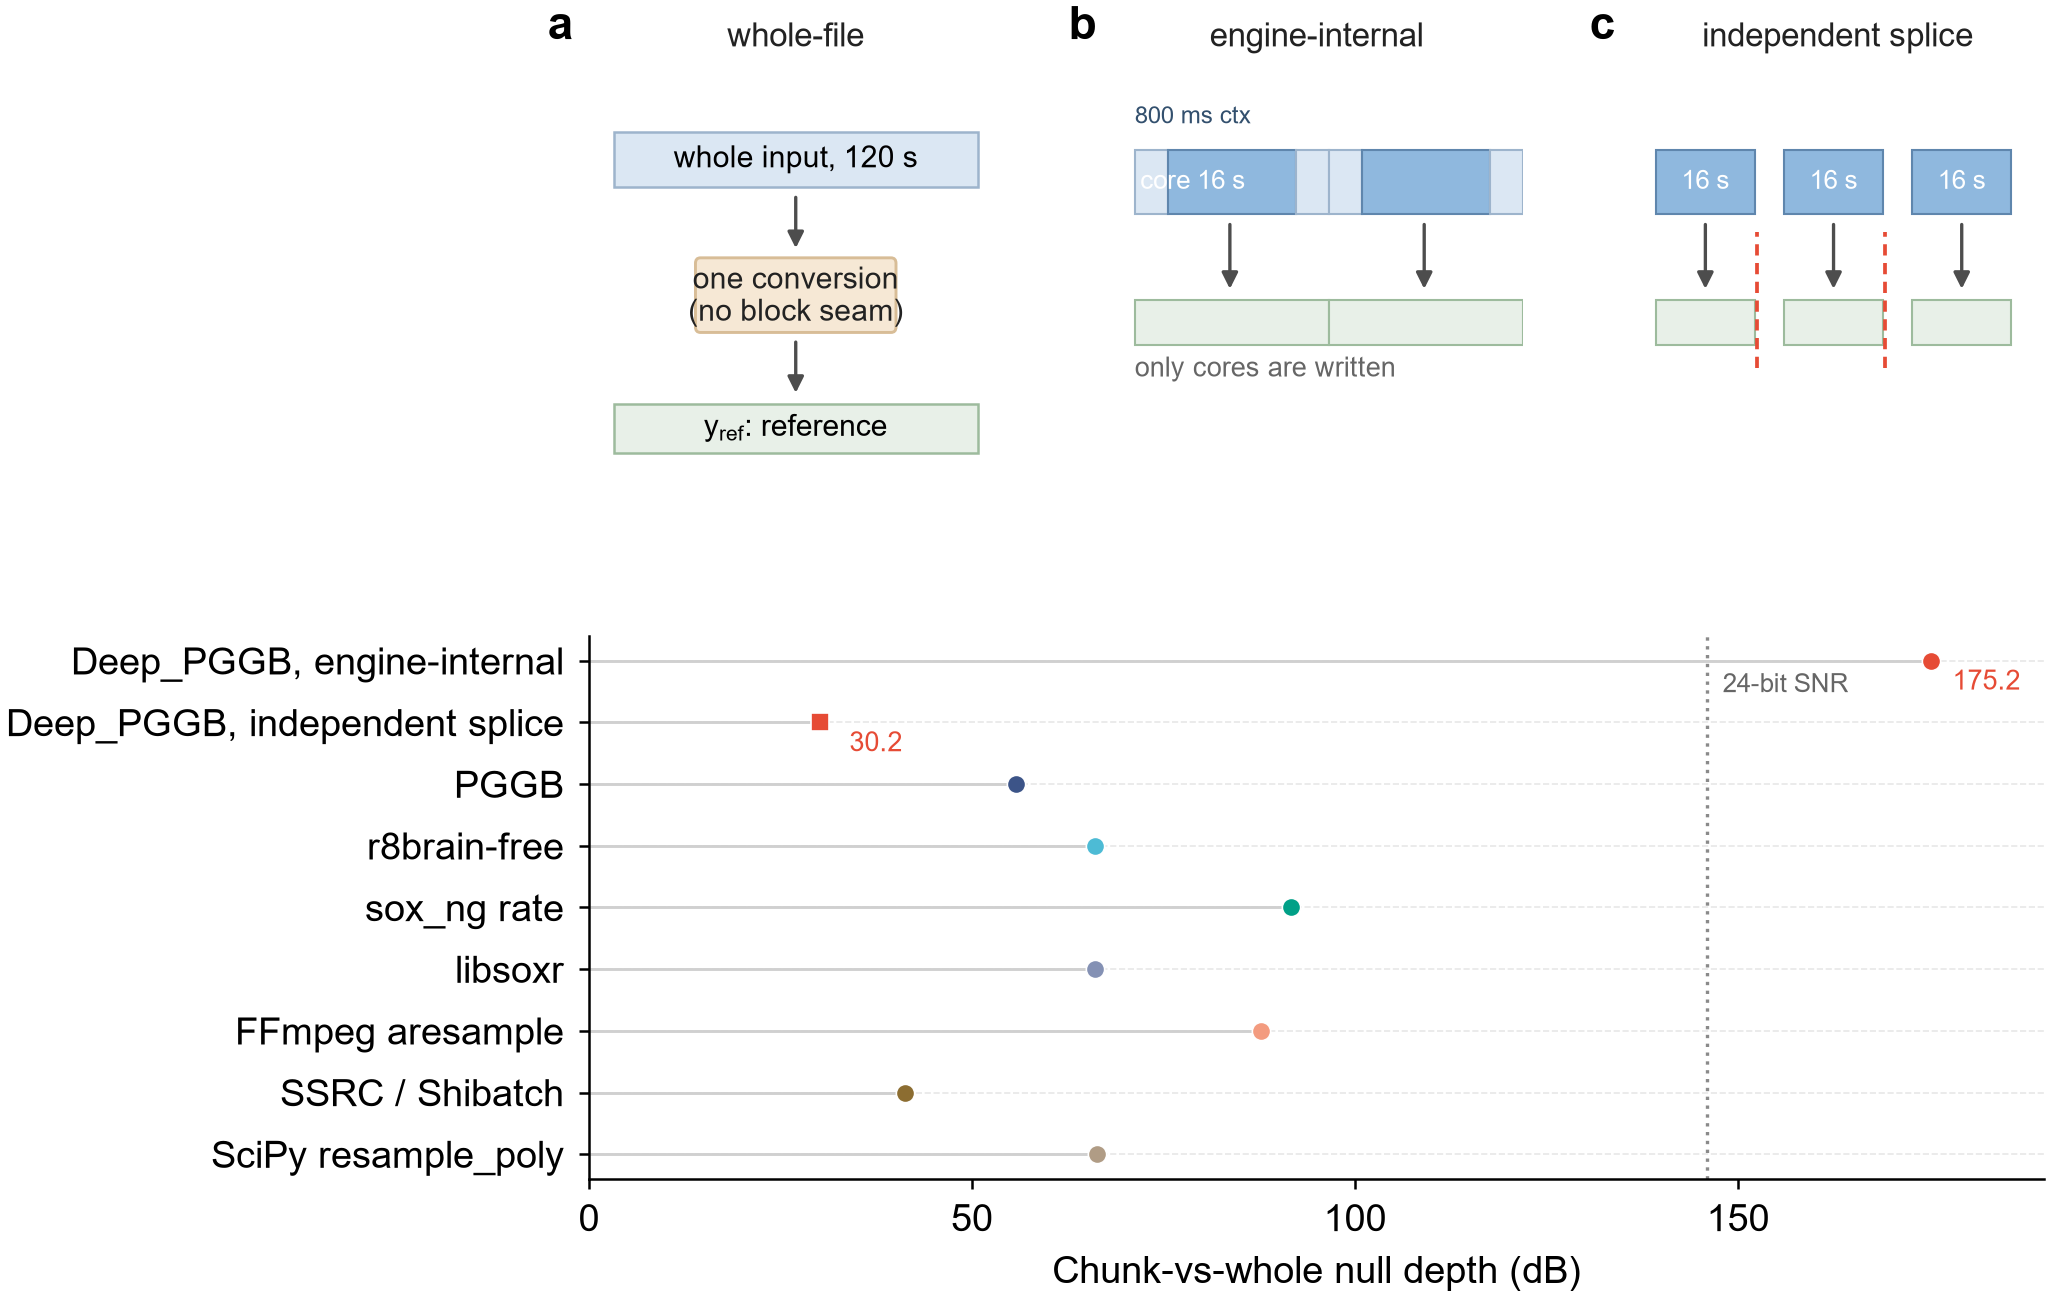 a whole-file
whole input, 120 s
one conversion
(no block seam)
yref: reference
b engine-internal
800 ms ctx
core 16 s
only cores are written
c independent splice
16 s 16 s 16 s
Deep_PGGB, engine-internal
Deep_PGGB, independent splice
PGGB
r8brain-free
sox_ng rate
libsoxr
FFmpeg aresample
SSRC / Shibatch
SciPy resample_poly
24-bit SNR
175.2
30.2
0 50 100 150
Chunk-vs-whole null depth (dB)